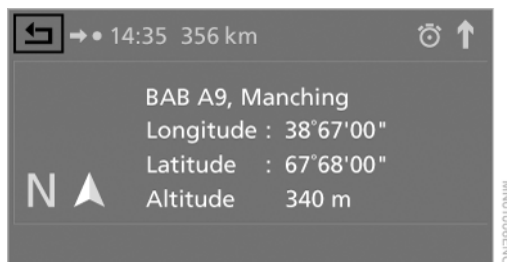 14:35 356 km
BAB A9, Manching
Longitude : 38°67'00"
Latitude : 67°68'00"
N Altitude 340 m